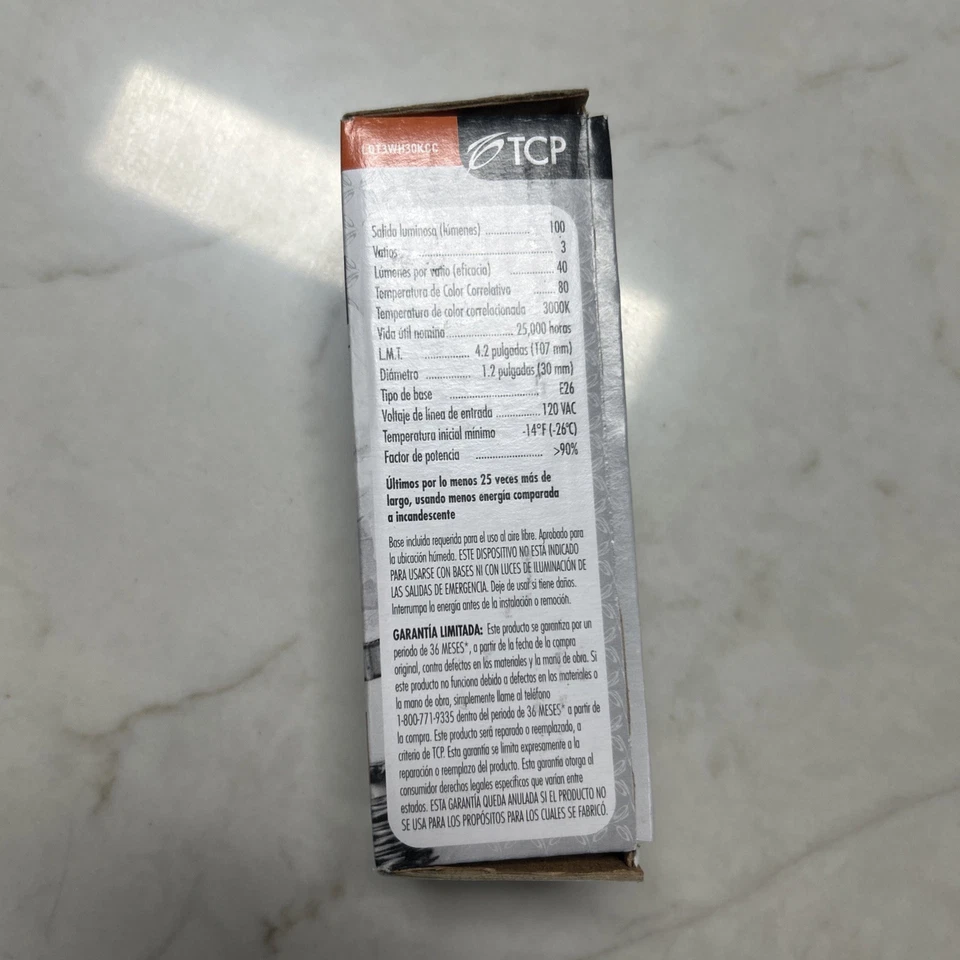 LDT3WH30KCC
TCP
Salida luminosa (lúmenes) 100
Vatios 3
Lúmenes por vatio (eficacia) 40
Temperatura de Color Correlativa 80
Temperatura de color correlacionada 3000K
Vida útil nomina 25,000 horas
L.M.T. 4.2 pulgadas (107 mm)
Diámetro 1.2 pulgadas (30 mm)
Tipo de base E26
Voltaje de línea de entrada 120 VAC
Temperatura inicial mínimo -14°F (-26°C)
Factor de potencia >90%
Últimos por lo menos 25 veces más de
largo, usando menos energía comparada
a incandescente
Base incluida requerida para el uso al aire libre. Aprobado para
la ubicación húmeda. ESTE DISPOSITIVO NO ESTÁ INDICADO
PARA USARSE CON BASES NI CON LUCES DE ILUMINACIÓN DE
LAS SALIDAS DE EMERGENCIA. Deje de usar si tiene daños.
Interrumpa la energía antes de la instalación o remoción.
GARANTÍA LIMITADA: Este producto se garantiza por un
periodo de 36 MESES*, a partir de la fecha de la compra
original, contra defectos en los materiales y la manu de obra. Si
este producto no funciona debido a defectos en los materiales o
la mano de obra, simplemente llame al teléfono
1-800-771-9335 dentro del periodo de 36 MESES* a partir de
la compra. Este producto será reparado o reemplazado, a
criterio de TCP. Esta garantía se limita expresamente a la
reparación o reemplazo del producto. Esta garantía otorga al
consumidor derechos legales específicos que varían entre
estados. ESTA GARANTÍA QUEDA ANULADA SI EL PRODUCTO NO
SE USA PARA LOS PROPÓSITOS PARA LOS CUALES SE FABRICÓ.